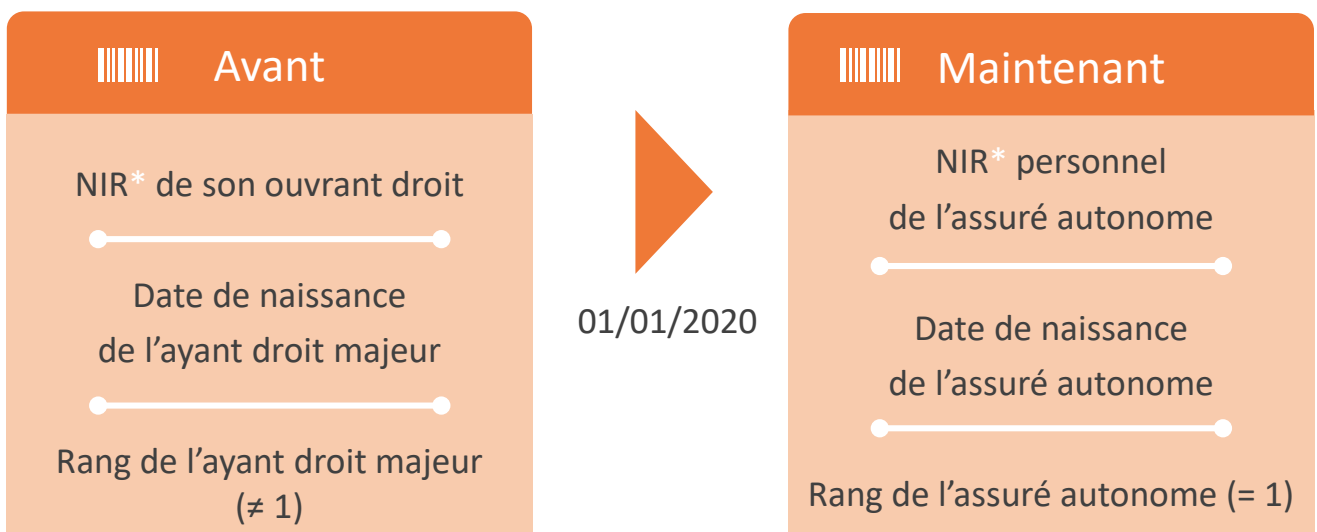 Avant
NIR* de son ouvrant droit
Date de naissance
de l’ayant droit majeur
Rang de l’ayant droit majeur
(≠ 1)
01/01/2020
Maintenant
NIR* personnel
de l’assuré autonome
Date de naissance
de l’assuré autonome
Rang de l’assuré autonome (= 1)